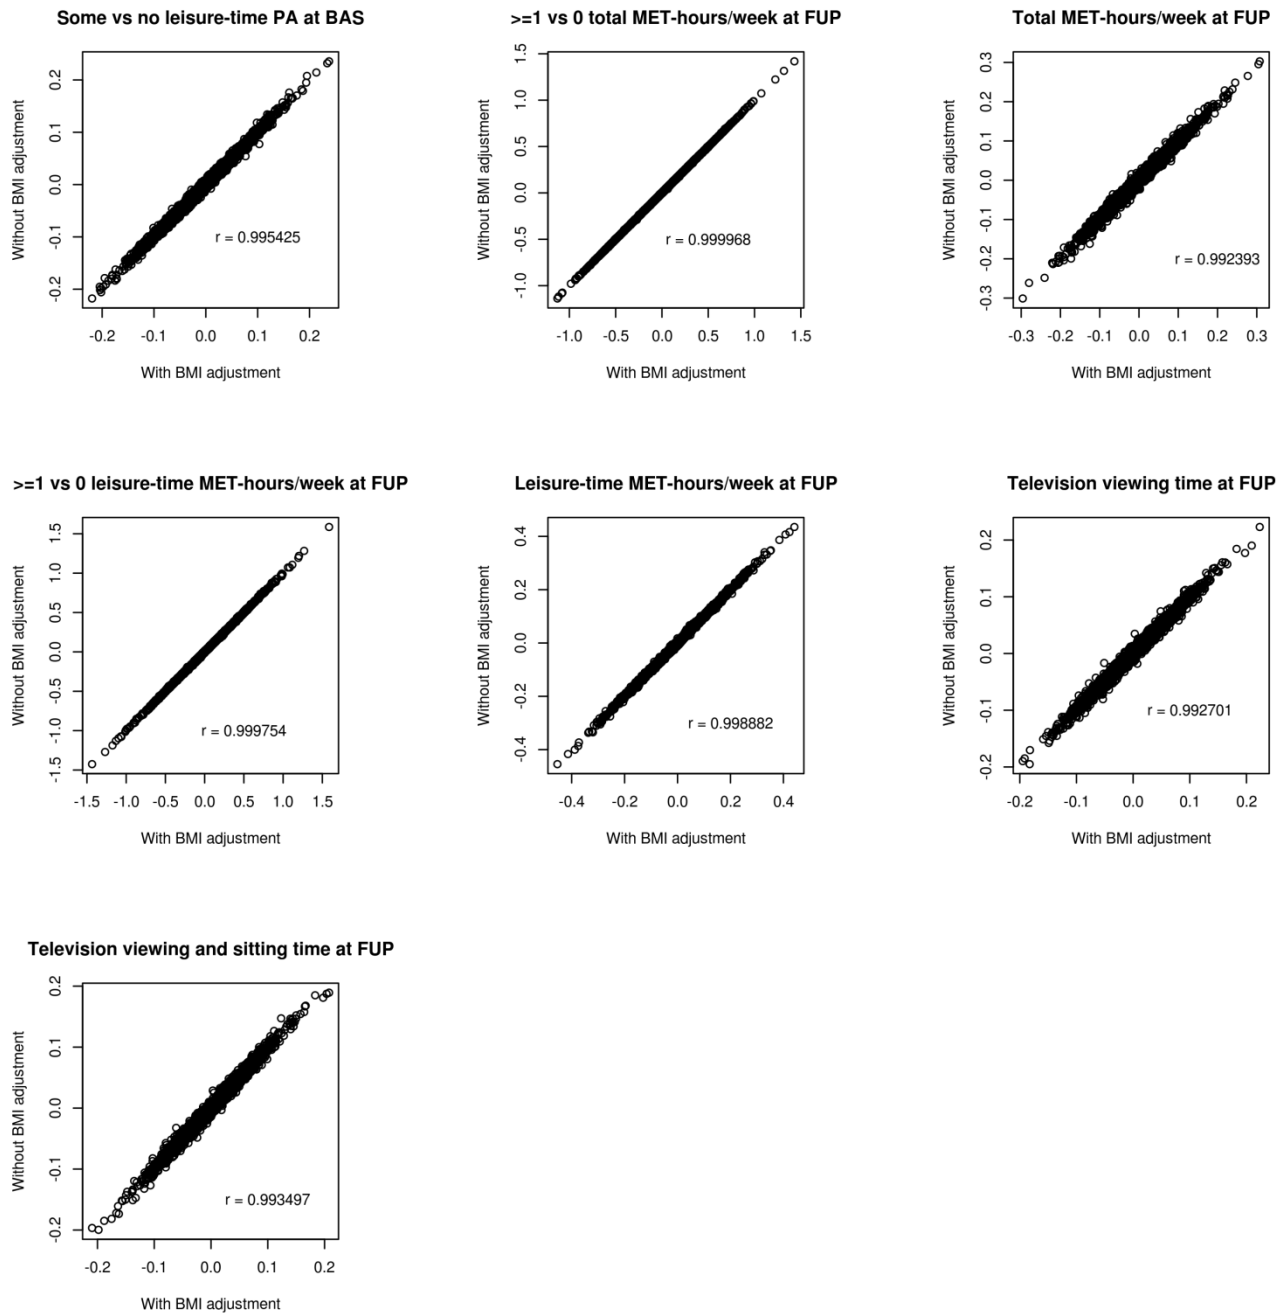 Some vs no leisure-time PA at BAS
Without BMI adjustment
0.2
0.1
0.0
-0.1
-0.2
r = 0.995425
-0.2 -0.1 0.0 0.1 0.2
With BMI adjustment
>=1 vs 0 total MET-hours/week at FUP
Without BMI adjustment
1.5
1.0
0.5
0.0
-0.5
-1.0
r = 0.999968
-1.0 -0.5 0.0 0.5 1.0 1.5
With BMI adjustment
Total MET-hours/week at FUP
Without BMI adjustment
0.3
0.2
0.1
0.0
-0.1
-0.2
-0.3
r = 0.992393
-0.3 -0.2 -0.1 0.0 0.1 0.2 0.3
With BMI adjustment
>=1 vs 0 leisure-time MET-hours/week at FUP
Without BMI adjustment
1.5
1.0
0.5
0.0
-0.5
-1.0
-1.5
r = 0.999754
-1.5 -1.0 -0.5 0.0 0.5 1.0 1.5
With BMI adjustment
Leisure-time MET-hours/week at FUP
Without BMI adjustment
0.4
0.2
0.0
-0.2
-0.4
r = 0.998882
-0.4 -0.2 0.0 0.2 0.4
With BMI adjustment
Television viewing time at FUP
Without BMI adjustment
0.2
0.1
0.0
-0.1
-0.2
r = 0.992701
-0.2 -0.1 0.0 0.1 0.2
With BMI adjustment
Television viewing and sitting time at FUP
Without BMI adjustment
0.2
0.1
0.0
-0.1
-0.2
r = 0.993497
-0.2 -0.1 0.0 0.1 0.2
With BMI adjustment